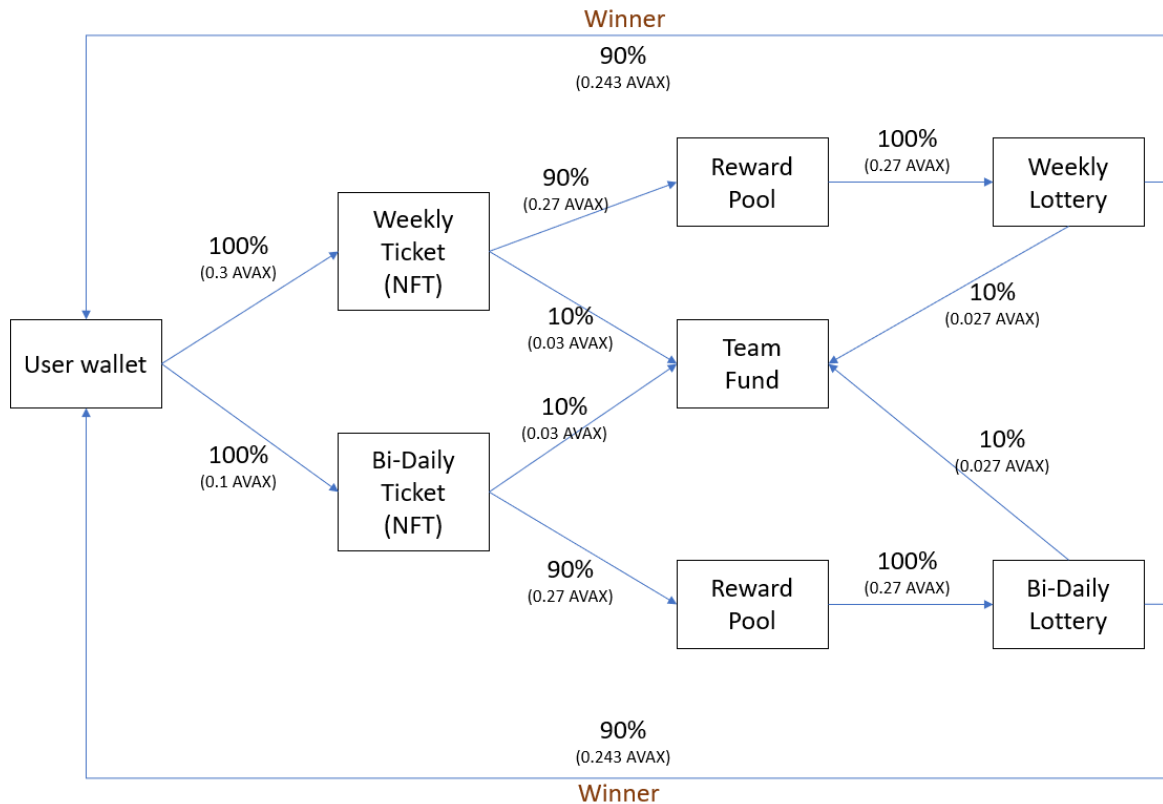 Winner
90%
(0.243 AVAX)
100%
(0.27 AVAX)
Reward
Pool
Weekly
Lottery
90%
(0.27 AVAX)
Weekly
Ticket
(NFT)
100%
(0.3 AVAX)
10%
(0.027 AVAX)
10%
(0.03 AVAX)
User wallet
Team
Fund
10%
(0.03 AVAX)
100%
(0.1 AVAX)
10%
(0.027 AVAX)
Bi-Daily
Ticket
(NFT)
90%
(0.27 AVAX)
100%
(0.27 AVAX)
Reward
Pool
Bi-Daily
Lottery
90%
(0.243 AVAX)
Winner